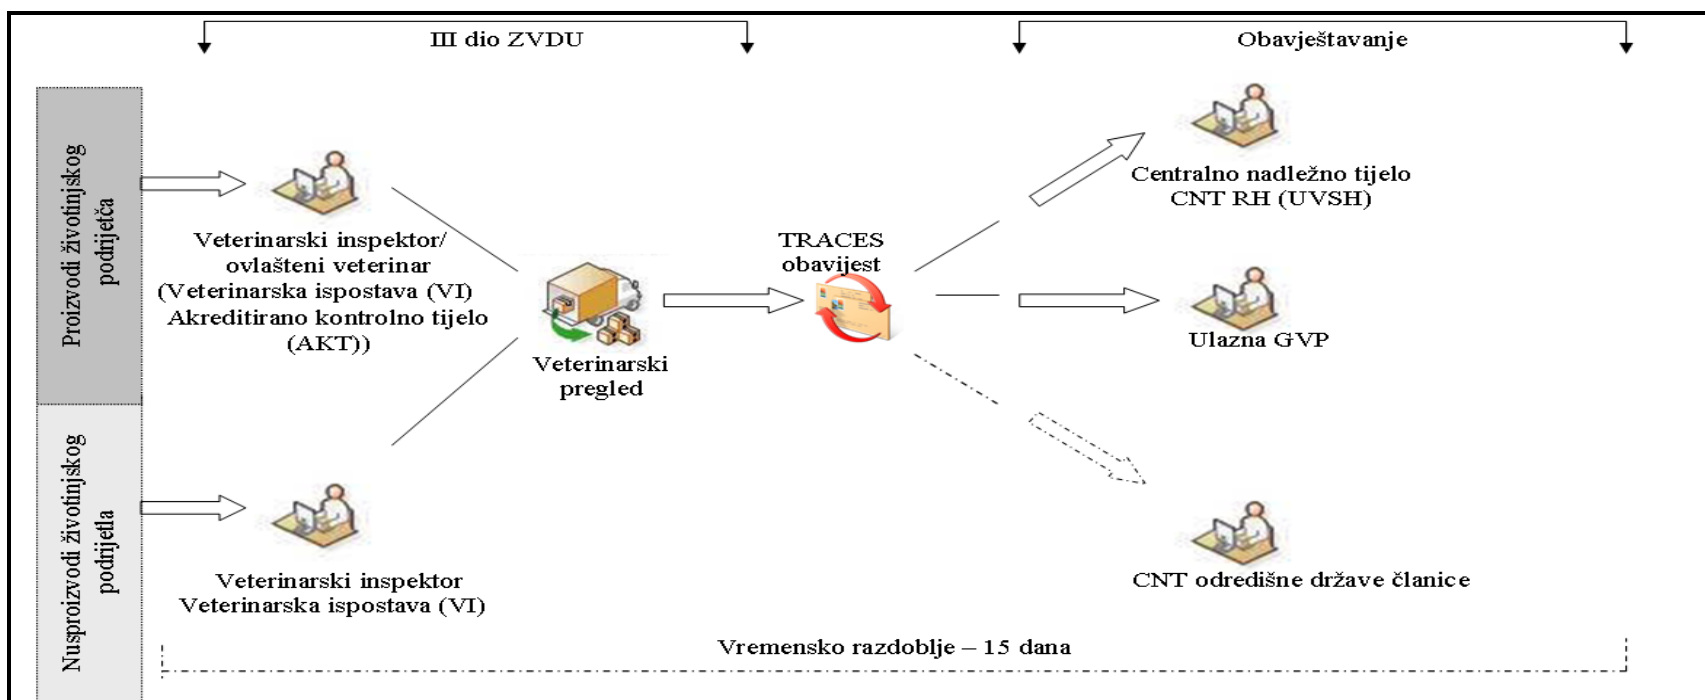 III dio ZVDU
Obavještavanje
Proizvodi životinjskog
podrijetča
Veterinarski inspektor/
ovlašteni veterinar
(Veterinarska ispostava (VI)
Akreditirano kontrolno tijelo
(AKT))
Veterinarski
pregled
TRACES
obavijest
Centralno nadležno tijelo
CNT RH (UVSH)
Ulazna GVP
Nusproizvodi životinjskog
podrijetla
Veterinarski inspektor
Veterinarska ispostava (VI)
CNT odredišne države članice
Vremensko razdoblje – 15 dana